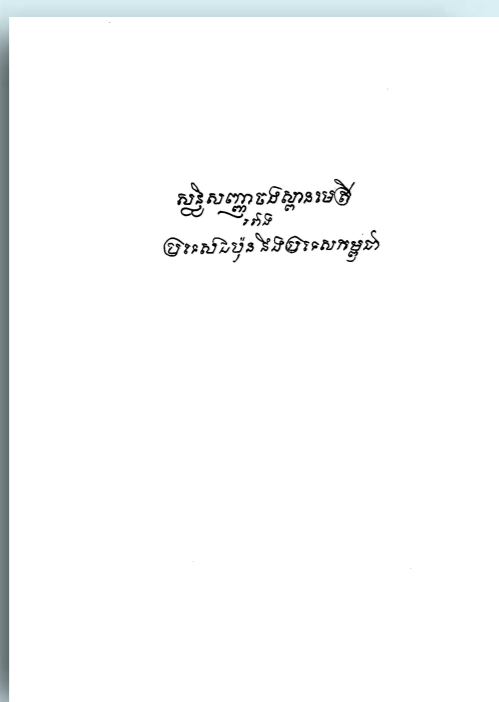 សន្ធិសញ្ញាចងស្ពានមេត្រី
រវាង
ប្រទេសជប៉ុន និងប្រទេសកម្ពុជា